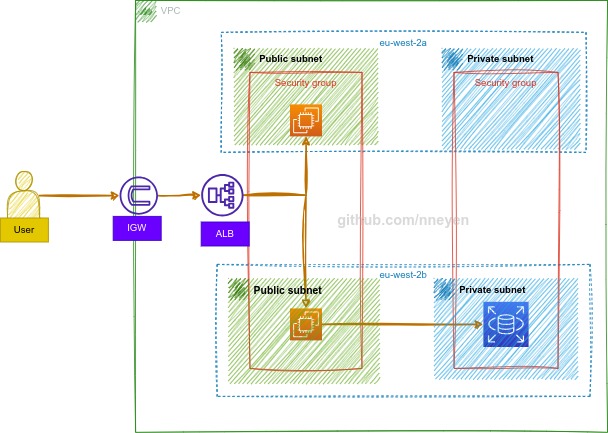 VPC
eu-west-2a
Public subnet
Private subnet
Security group
Security group
User
IGW
ALB
github.com/nneyen
eu-west-2b
Public subnet
Private subnet